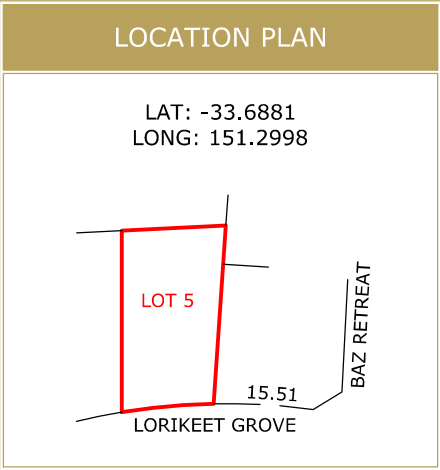 LOCATION PLAN
LAT: -33.6881
LONG: 151.2998
LOT 5
BAZ RETREAT
15.51
LORIKEET GROVE